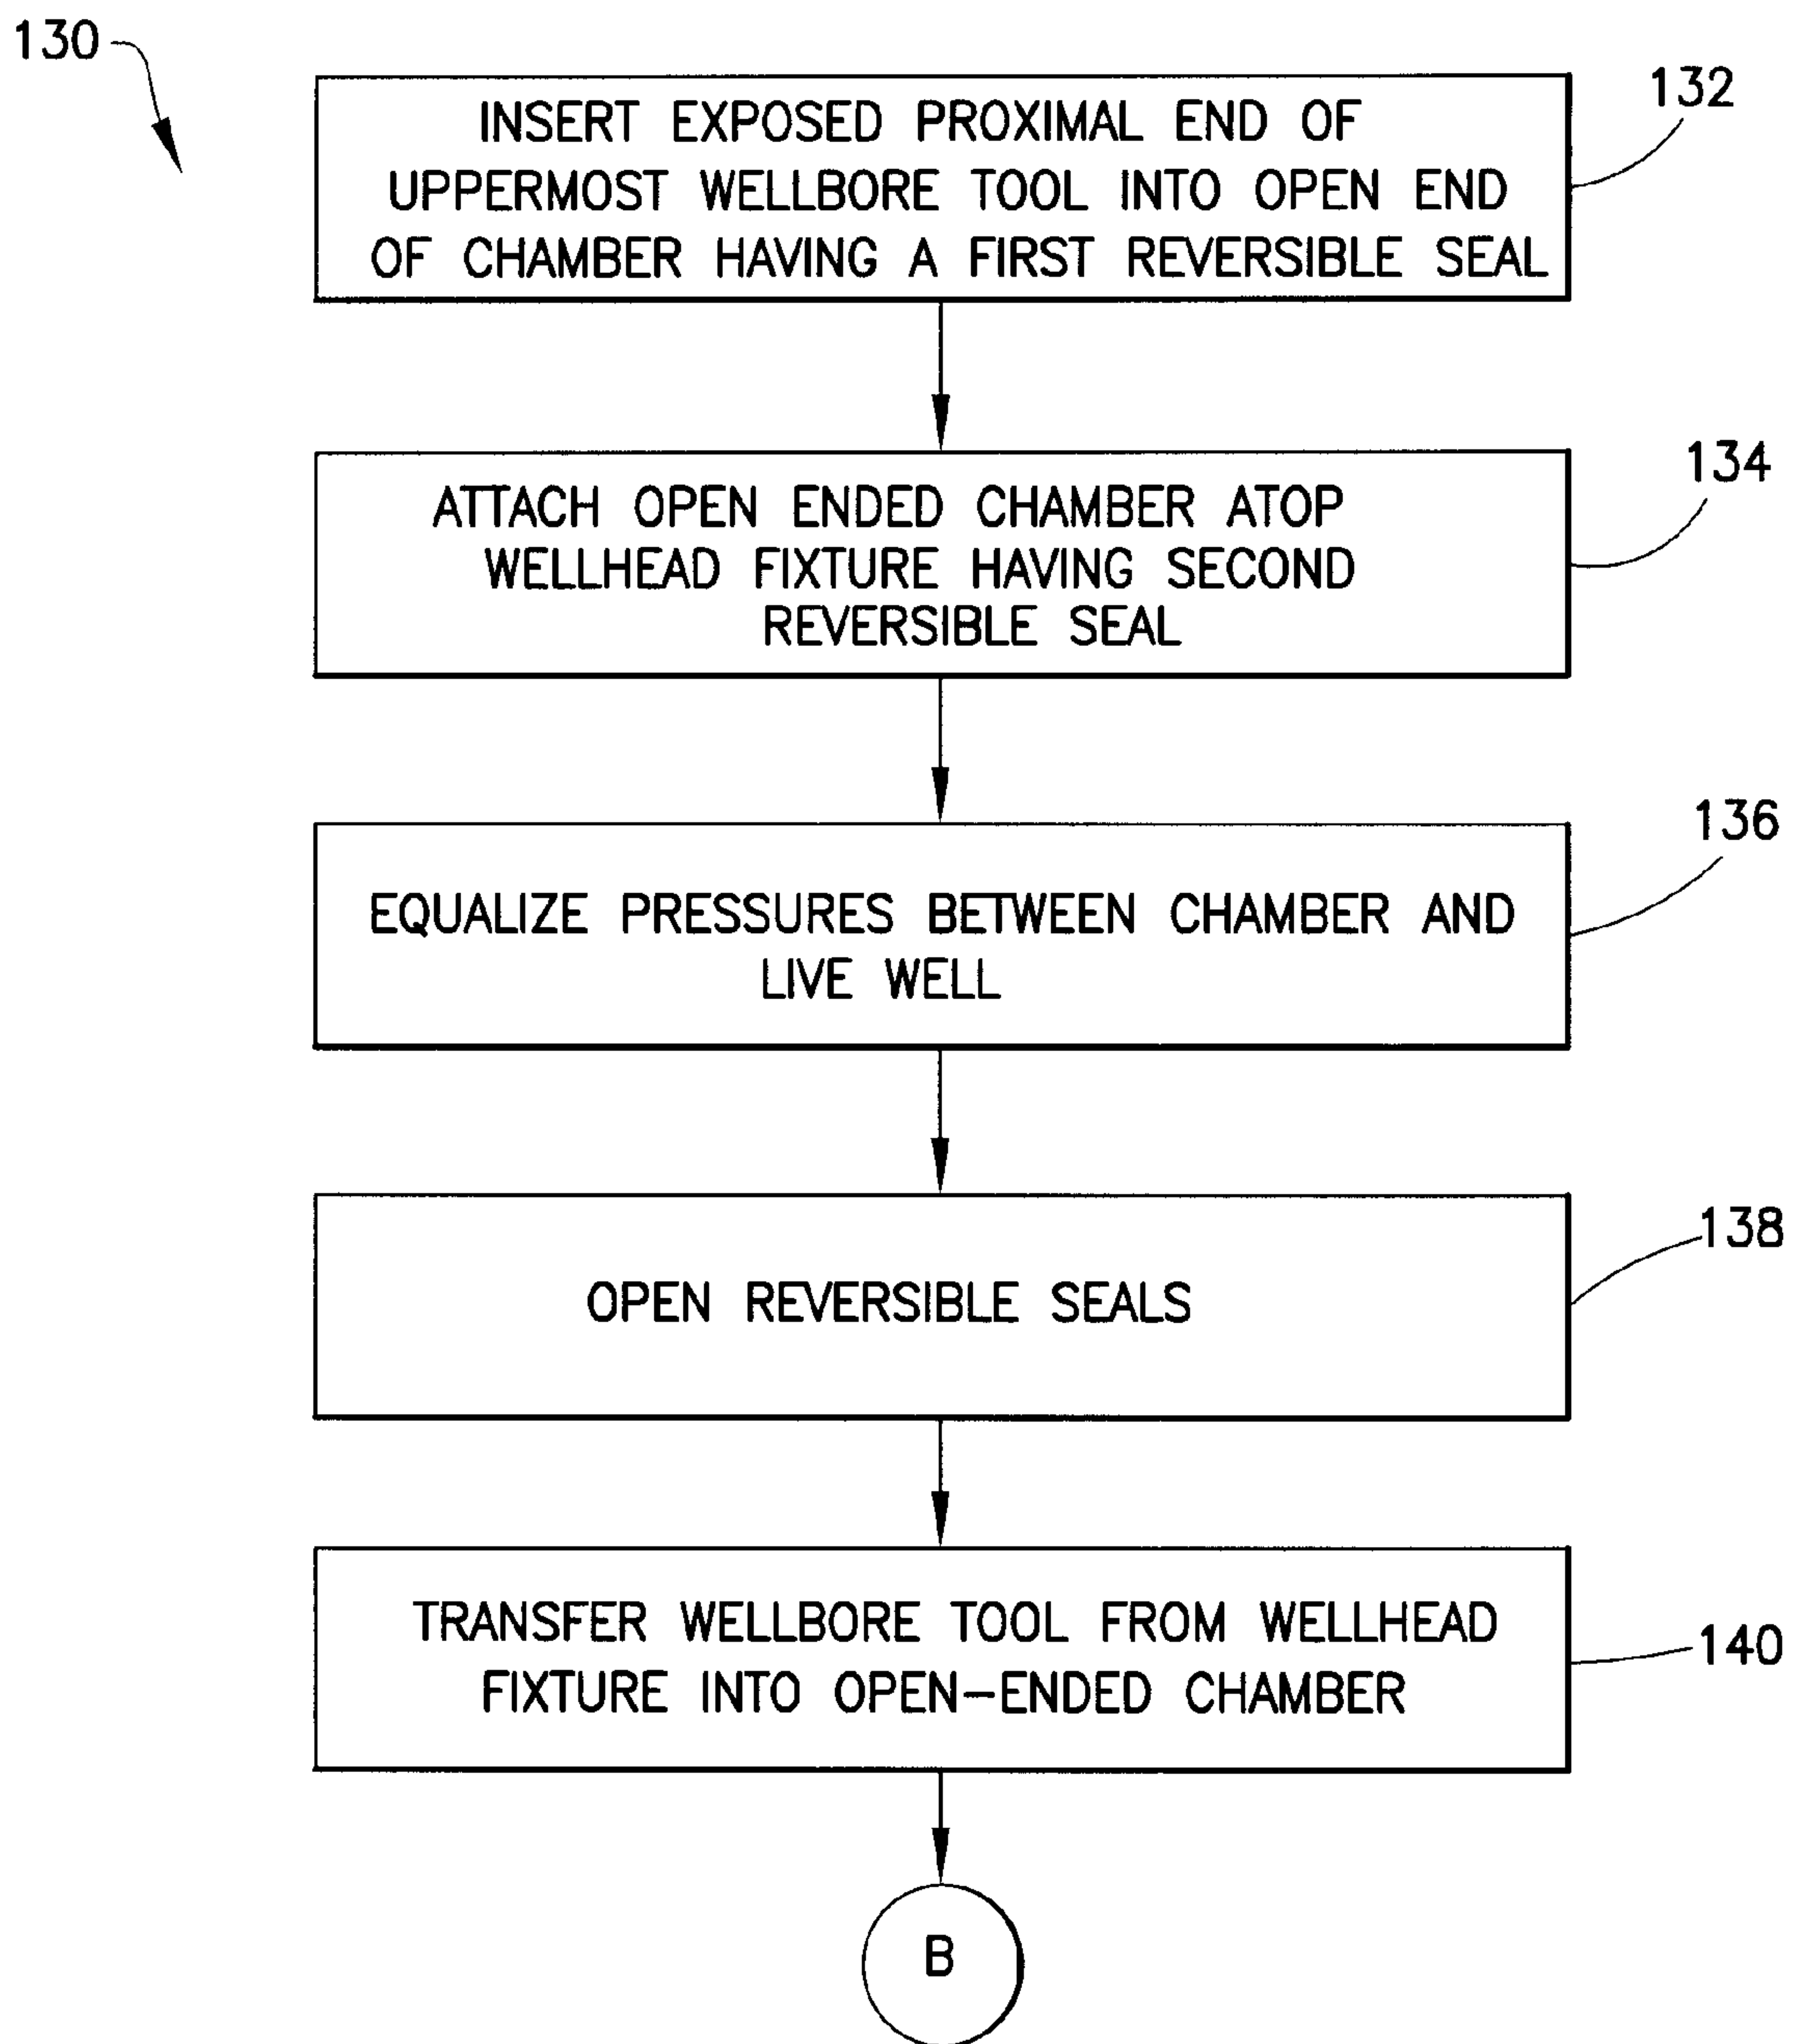 130
INSERT EXPOSED PROXIMAL END OF
UPPERMOST WELLBORE TOOL INTO OPEN END
OF CHAMBER HAVING A FIRST REVERSIBLE SEAL
132
ATTACH OPEN ENDED CHAMBER ATOP
WELLHEAD FIXTURE HAVING SECOND
REVERSIBLE SEAL
134
EQUALIZE PRESSURES BETWEEN CHAMBER AND
LIVE WELL
136
OPEN REVERSIBLE SEALS
138
TRANSFER WELLBORE TOOL FROM WELLHEAD
FIXTURE INTO OPEN-ENDED CHAMBER
140
B